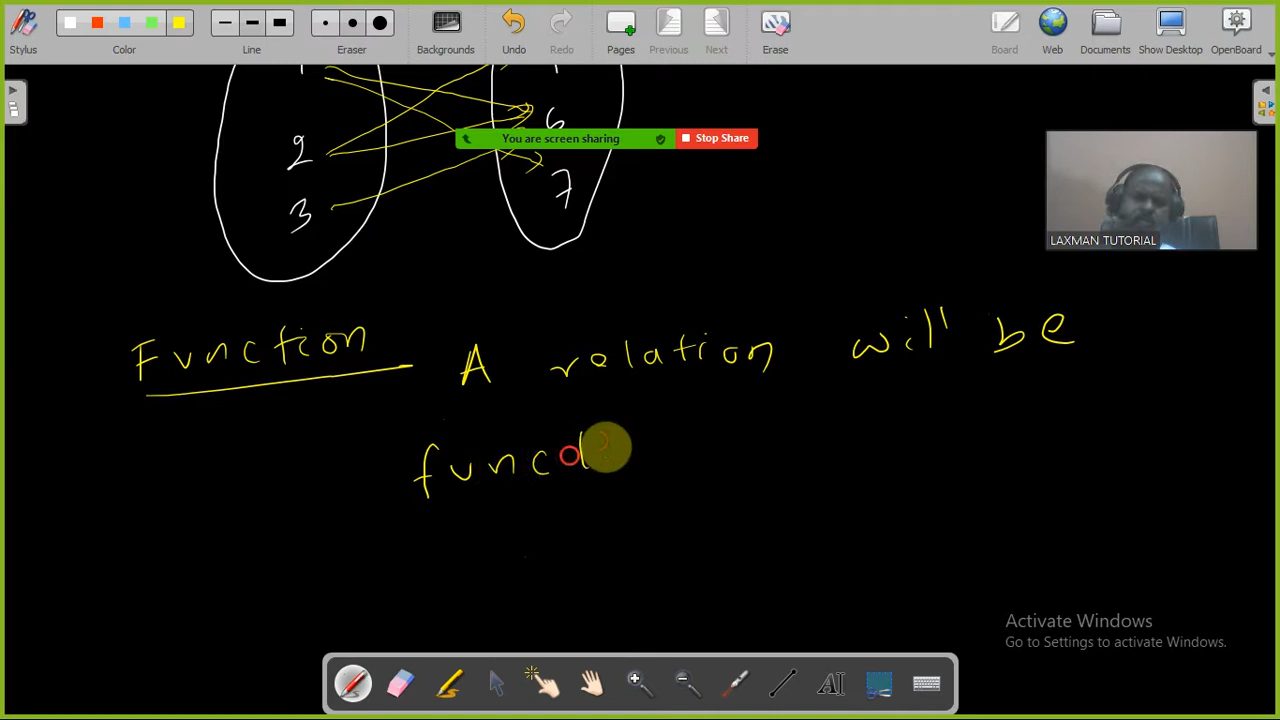 Stylus
Color
Line
Eraser
Backgrounds
Undo
Redo
Pages
Previous
Next
Erase
Board
Web
Documents
Show Desktop
OpenBoard
You are screen sharing
Stop Share
6
2
7
3
LAXMAN TUTORIAL
Function A relation will be
func
Activate Windows
Go to Settings to activate Windows.
AI